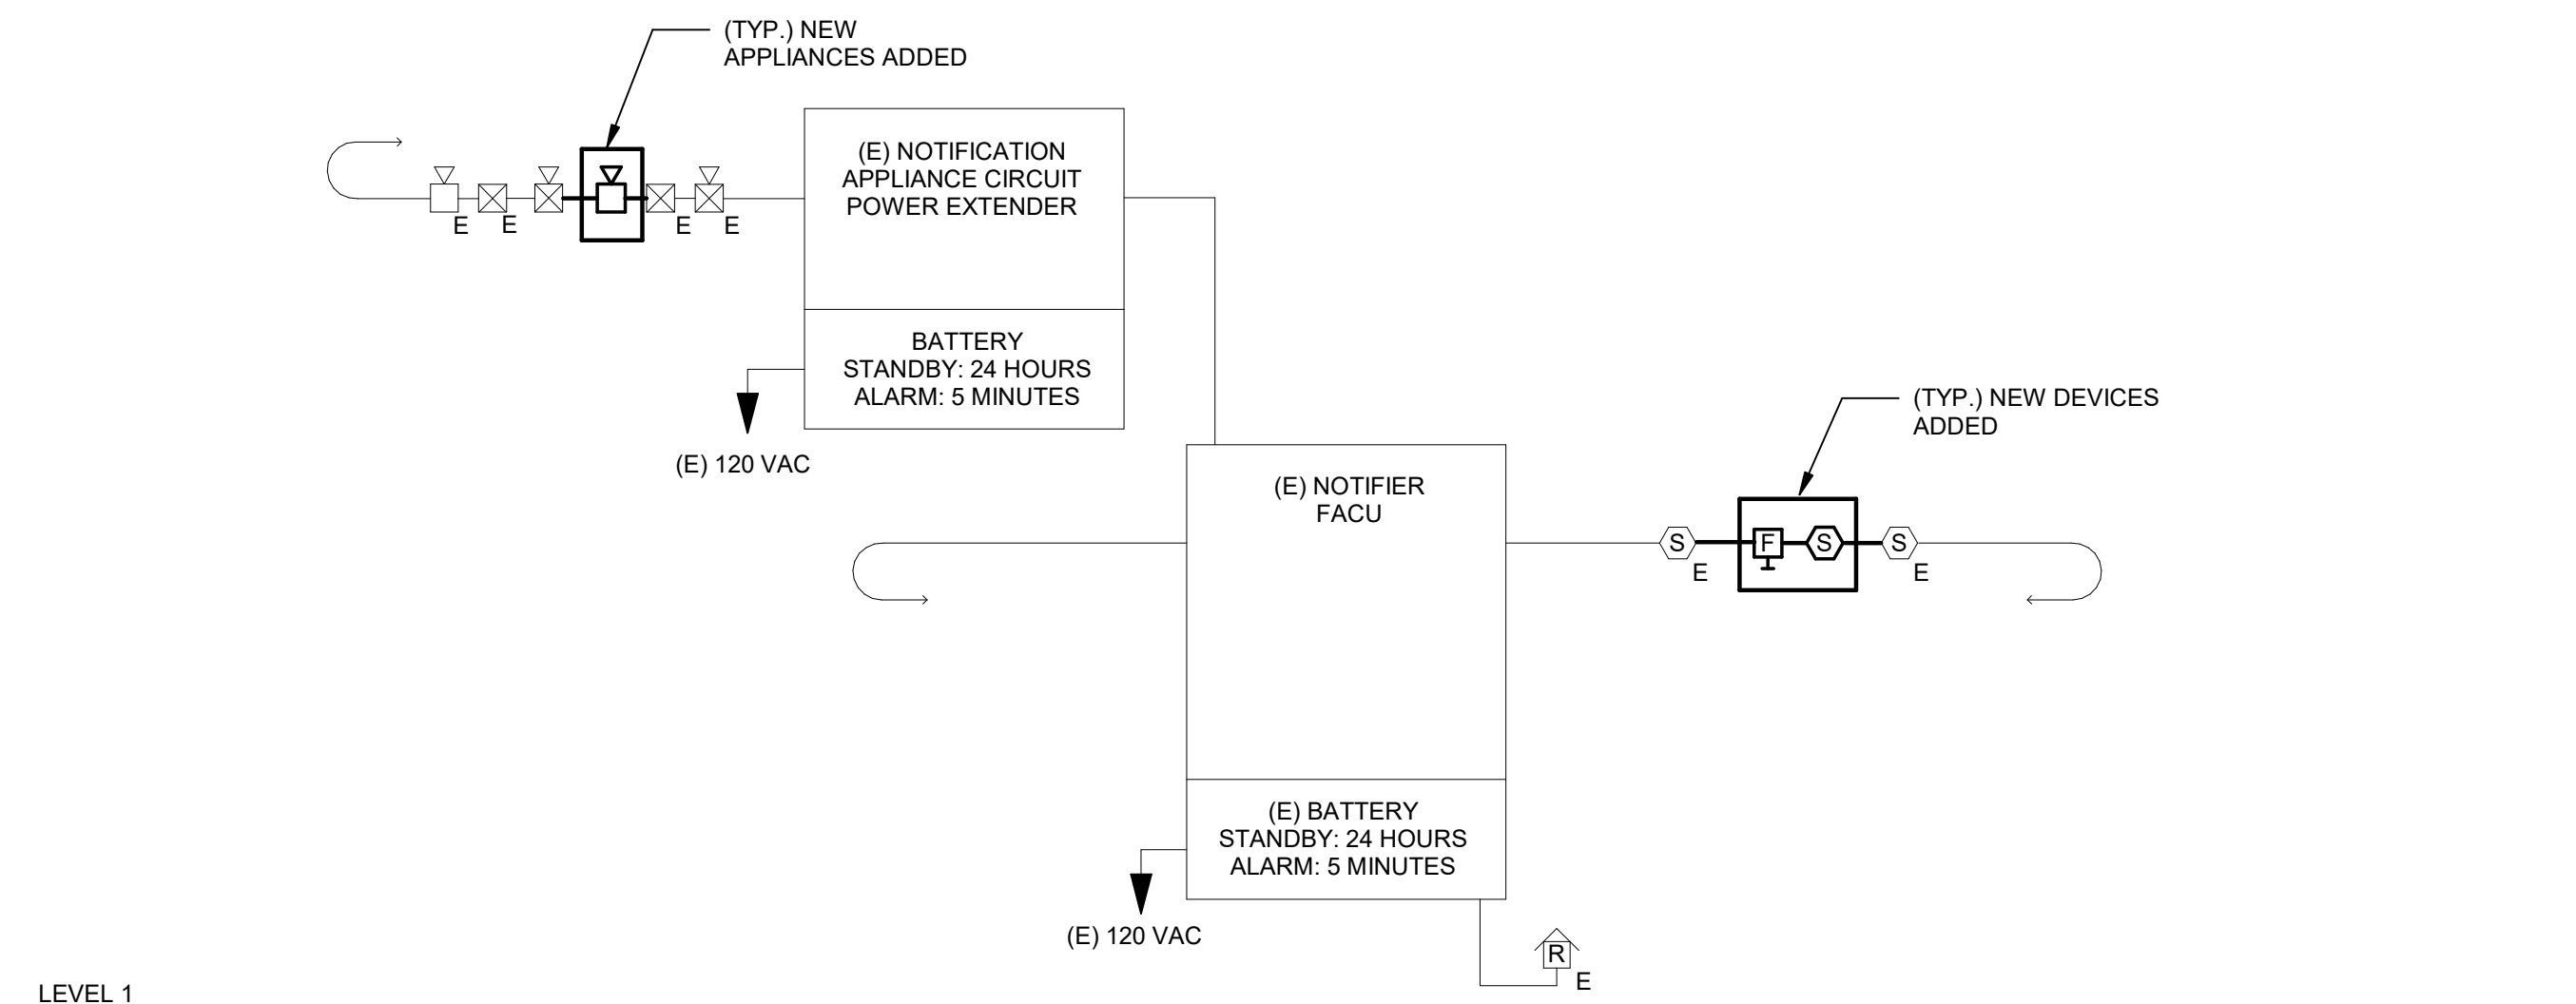 (TYP.) NEW
APPLIANCES ADDED
(E) NOTIFICATION
APPLIANCE CIRCUIT
POWER EXTENDER
E
E
E
E
BATTERY
STANDBY: 24 HOURS
ALARM: 5 MINUTES
(E) 120 VAC
(TYP.) NEW DEVICES
ADDED
(E) NOTIFIER
FACU
S
F
S
S
E
E
(E) BATTERY
STANDBY: 24 HOURS
ALARM: 5 MINUTES
(E) 120 VAC
R
E
LEVEL 1